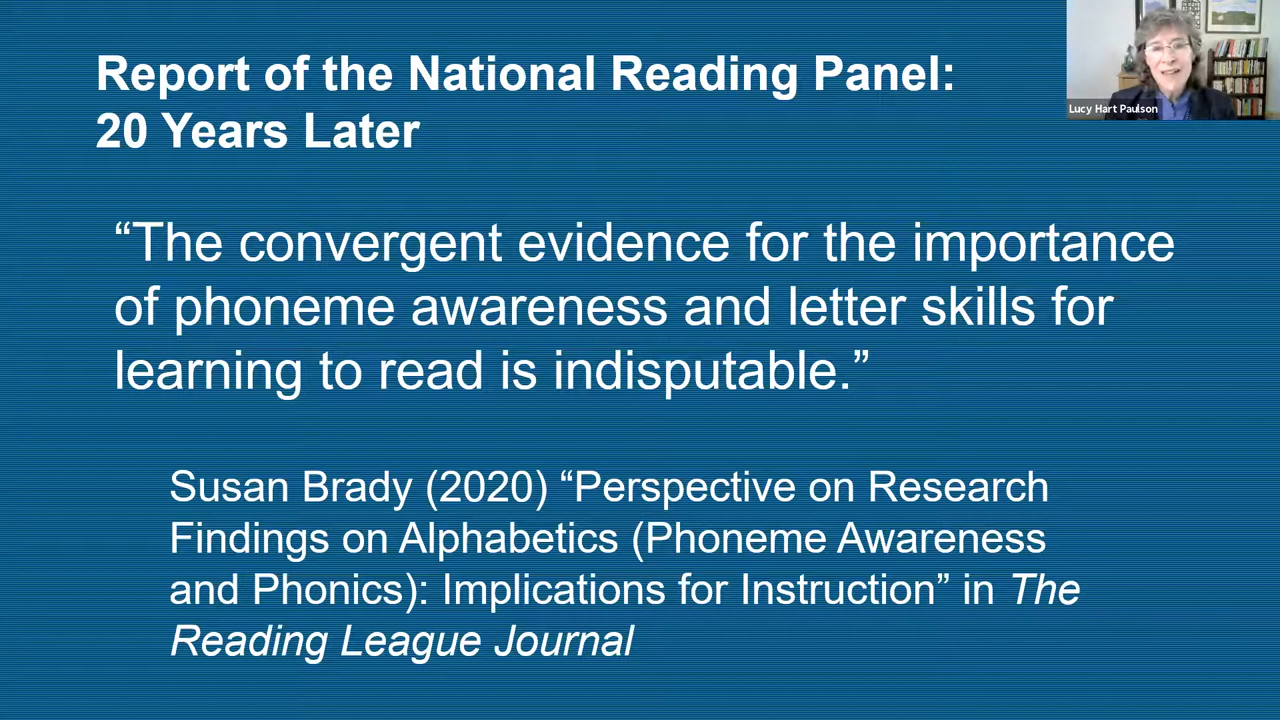 Report of the National Reading Panel:
20 Years Later
Lucy Hart Paulson
“The convergent evidence for the importance
of phoneme awareness and letter skills for
learning to read is indisputable.”
Susan Brady (2020) “Perspective on Research
Findings on Alphabetics (Phoneme Awareness
and Phonics): Implications for Instruction” in The
Reading League Journal